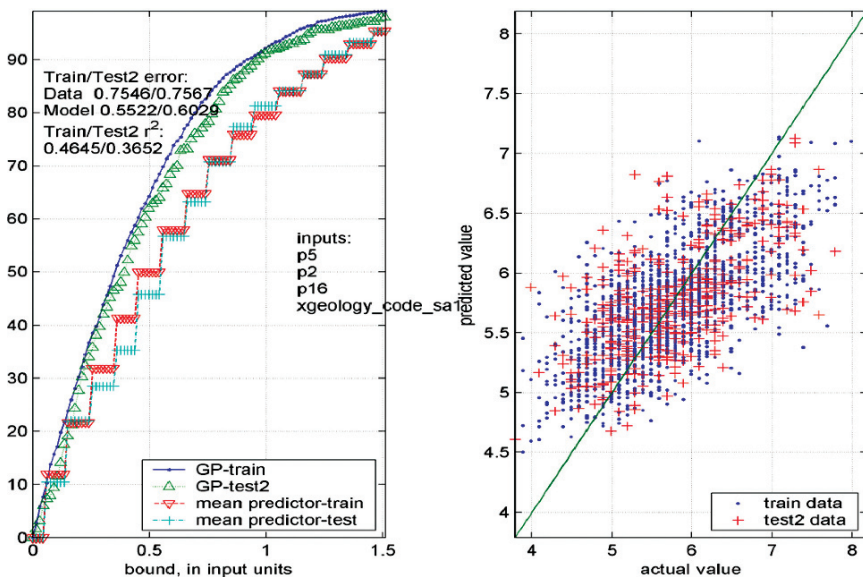 90
80
70
60
50
40
30
20
10
0
Train/Test2 error:
Data 0.7546/0.7567
Model 0.5522/0.6029
Train/Test2 r²:
0.4645/0.3652
inputs:
p5
p2
p16
xgeology_code_sa1
GP-train
GP-test2
mean predictor-train
mean predictor-test
0 0.5 1 1.5
bound, in input units
predicted value
8
7.5
7
6.5
6
5.5
5
4.5
4
train data
test2 data
4 5 6 7 8
actual value